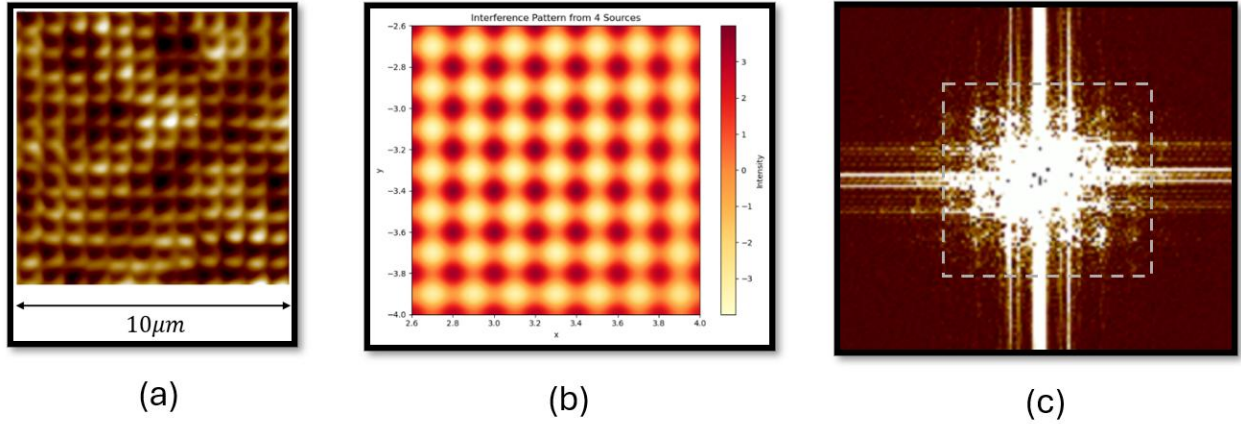 10μm
Interference Pattern from 4 Sources
-2.6
-2.8
-3.0
-3.2
-3.4
-3.6
-3.8
-4.0
y
2.6 2.8 3.0 3.2 3.4 3.6 3.8 4.0
x
3
2
1
0
-1
-2
-3
Intensity
(a)
(b)
(c)